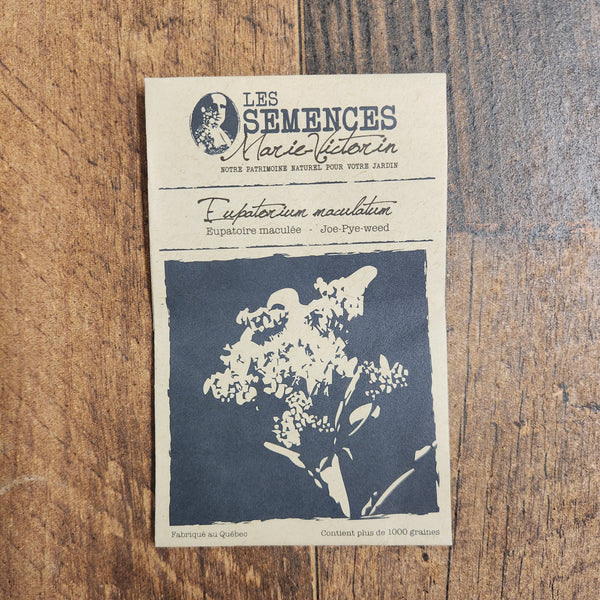 LES
SEMENCES
Marie-Victorin
NOTRE PATRIMOINE NATUREL POUR VOTRE JARDIN
Eupatorium maculatum
Eupatoire maculée - Joe-Pye-weed
Fabriqué au Québec
Contient plus de 1000 graines